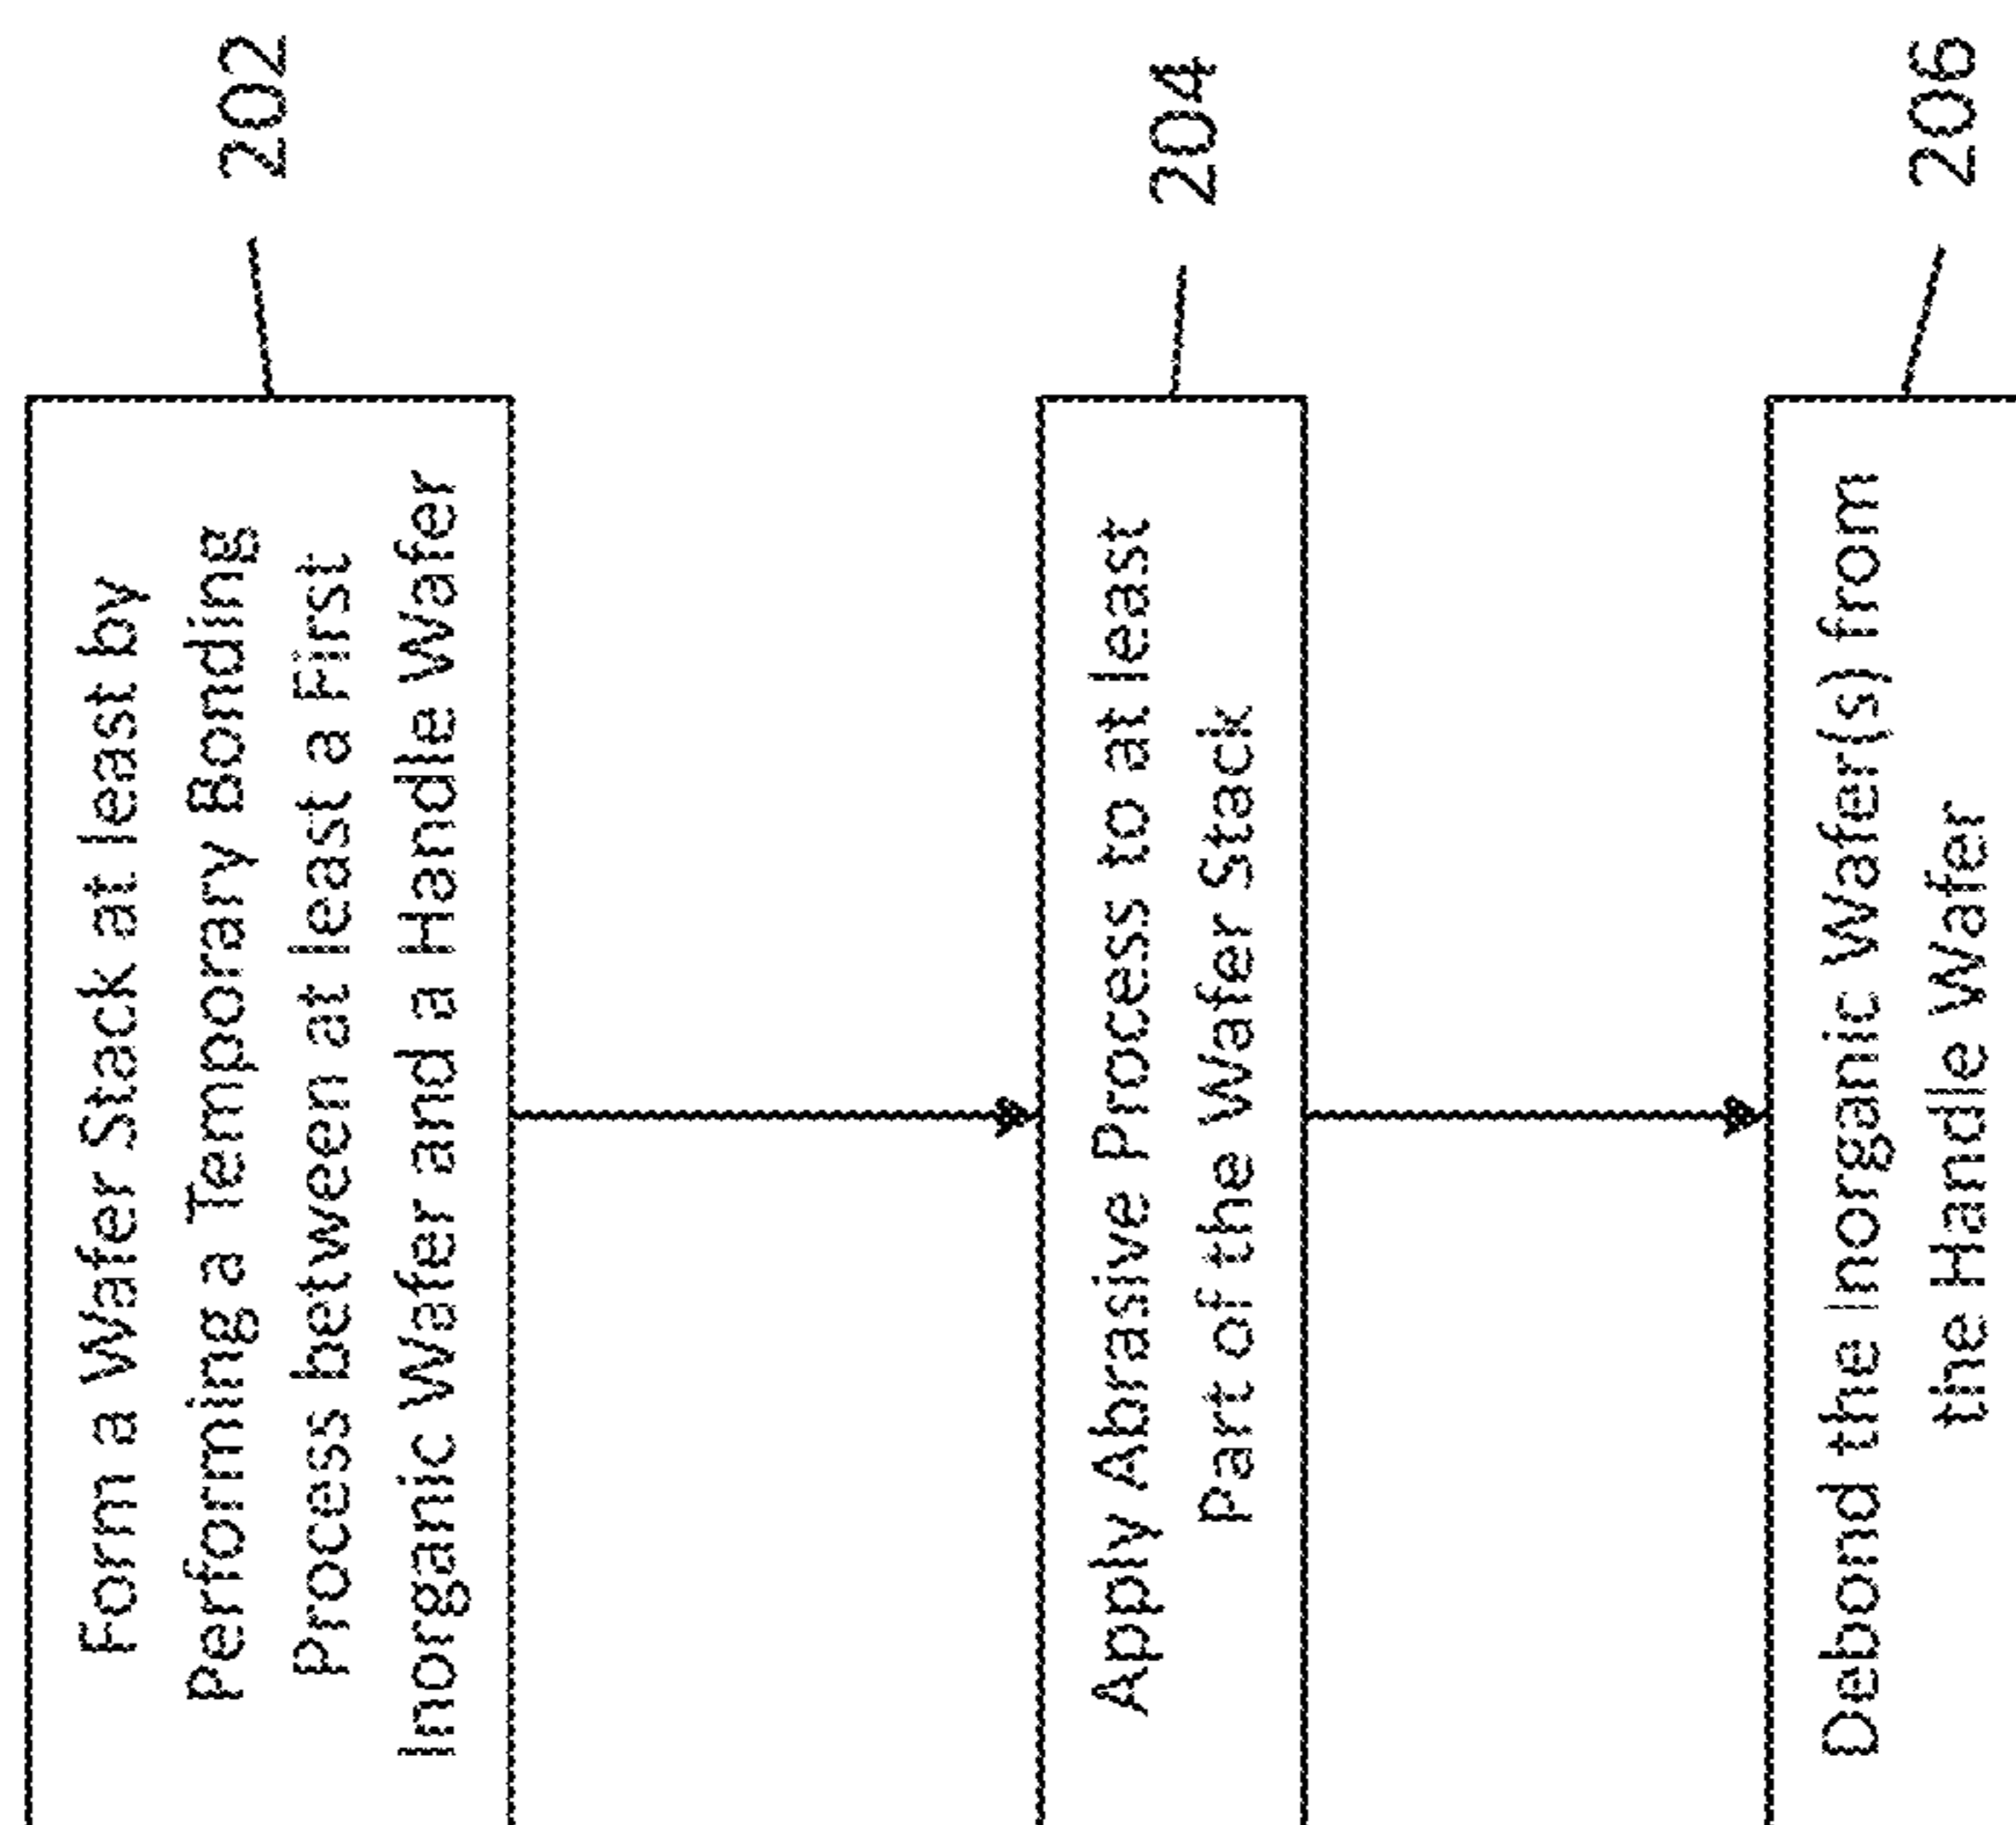 Form a Wafer Stack at least by
Performing a Temporary Bonding
Process between at least a First
Inorganic Wafer and a Handle Wafer
202
Apply Abrasive Process to at least
Part of the Wafer Stack
204
Debond the Inorganic Wafer(s) from
the Handle Wafer
206